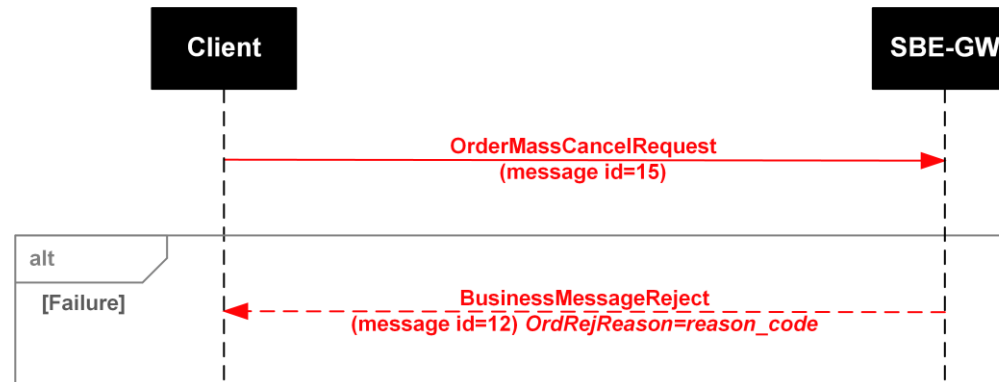 Client
SBE-GW
OrderMassCancelRequest
(message id=15)
alt
[Failure]
BusinessMessageReject
(message id=12) OrdRejReason=reason_code